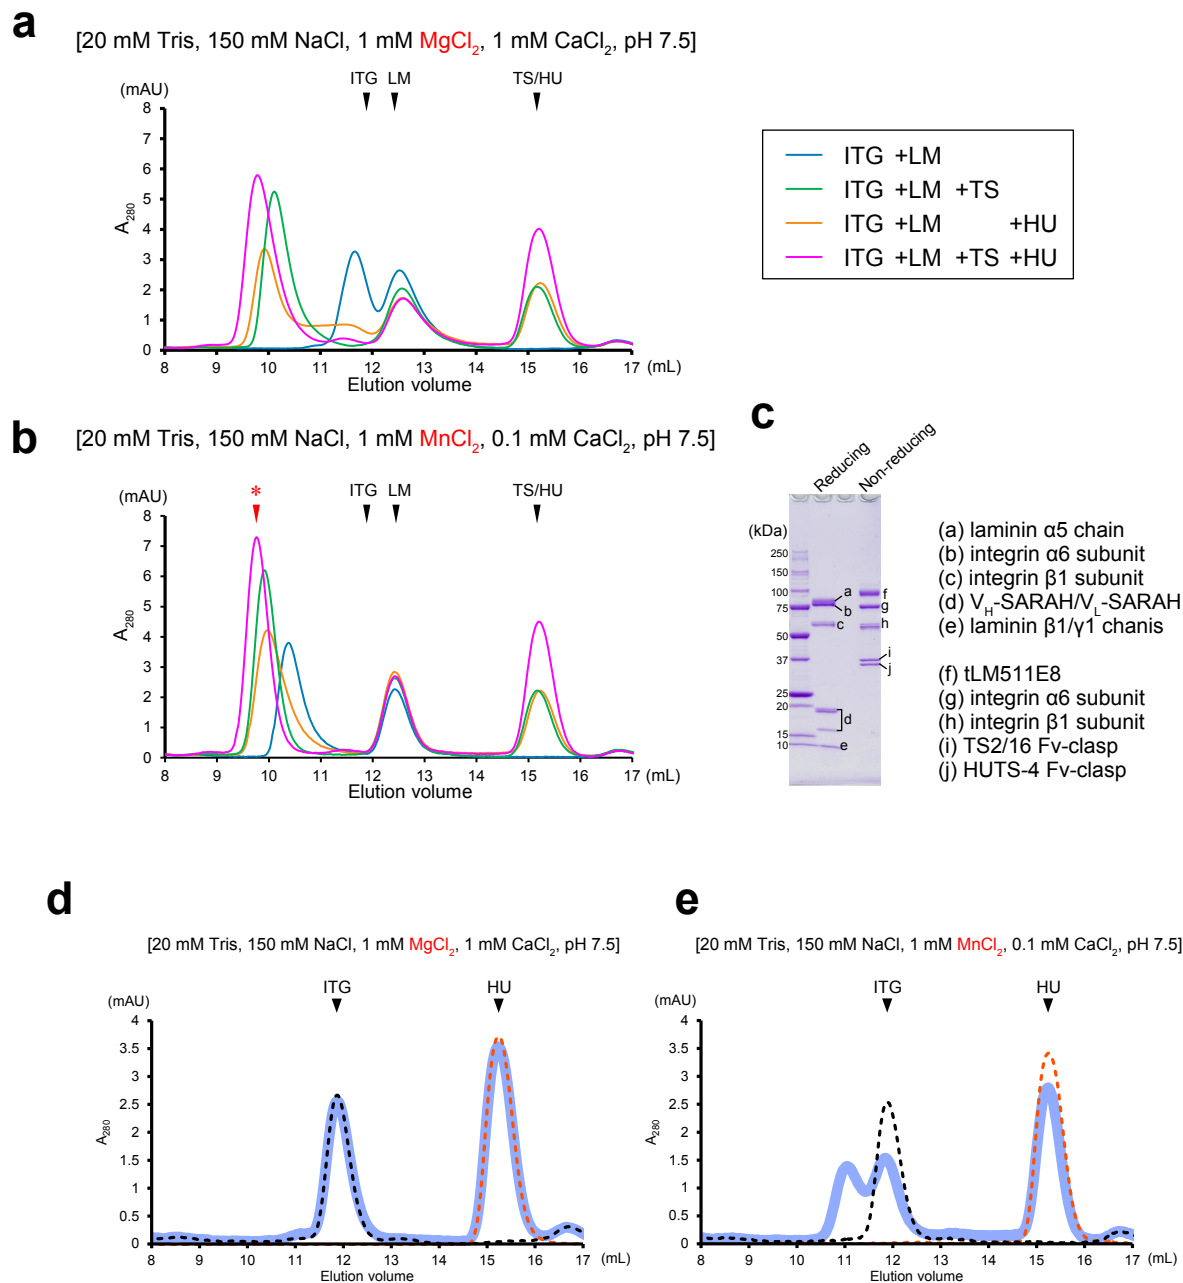 a
[20 mM Tris, 150 mM NaCl, 1 mM MgCl2, 1 mM CaCl2, pH 7.5]
(mAU)
ITG LM TS/HU
8
7
6
5
4
3
2
1
0
A280
8 9 10 11 12 13 14 15 16 17 (mL)
Elution volume
ITG +LM
ITG +LM +TS
ITG +LM +HU
ITG +LM +TS +HU
b
[20 mM Tris, 150 mM NaCl, 1 mM MnCl2, 0.1 mM CaCl2, pH 7.5]
(mAU)
* ITG LM TS/HU
8
7
6
5
4
3
2
1
0
A280
8 9 10 11 12 13 14 15 16 17 (mL)
Elution volume
c
Reducing
Non-reducing
(kDa)
250
150
100
75
50
37
25
20
15
10
a
b
c
d
e
f
g
h
i
j
(a) laminin α5 chain
(b) integrin α6 subunit
(c) integrin β1 subunit
(d) VH-SARAH/VL-SARAH
(e) laminin β1/γ1 chanis
(f) tLM511E8
(g) integrin α6 subunit
(h) integrin β1 subunit
(i) TS2/16 Fv-clasp
(j) HUTS-4 Fv-clasp
d
[20 mM Tris, 150 mM NaCl, 1 mM MgCl2, 1 mM CaCl2, pH 7.5]
(mAU)
ITG HU
4
3.5
3
2.5
2
1.5
1
0.5
0
A280
8 9 10 11 12 13 14 15 16 17 (mL)
Elution volume
e
[20 mM Tris, 150 mM NaCl, 1 mM MnCl2, 0.1 mM CaCl2, pH 7.5]
(mAU)
ITG HU
4
3.5
3
2.5
2
1.5
1
0.5
0
A280
8 9 10 11 12 13 14 15 16 17 (mL)
Elution volume